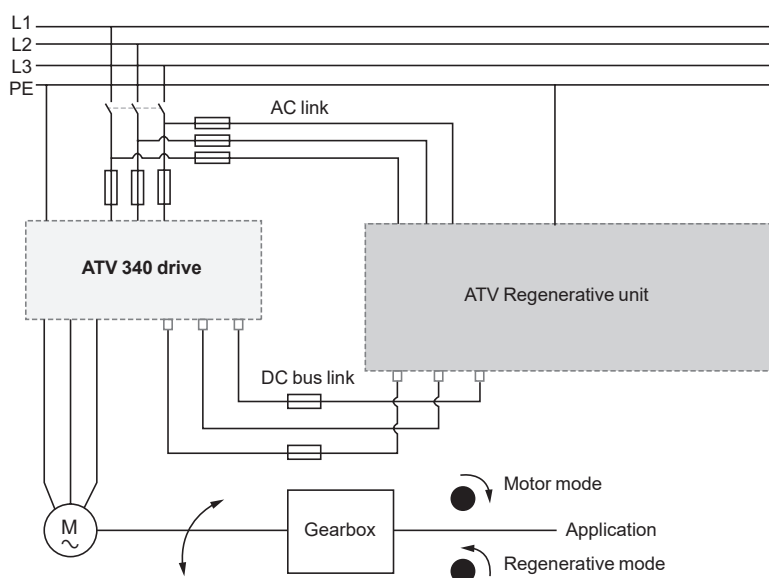 L1
L2
L3
PE
AC link
ATV 340 drive
ATV Regenerative unit
DC bus link
Motor mode
M
Gearbox
Application
Regenerative mode